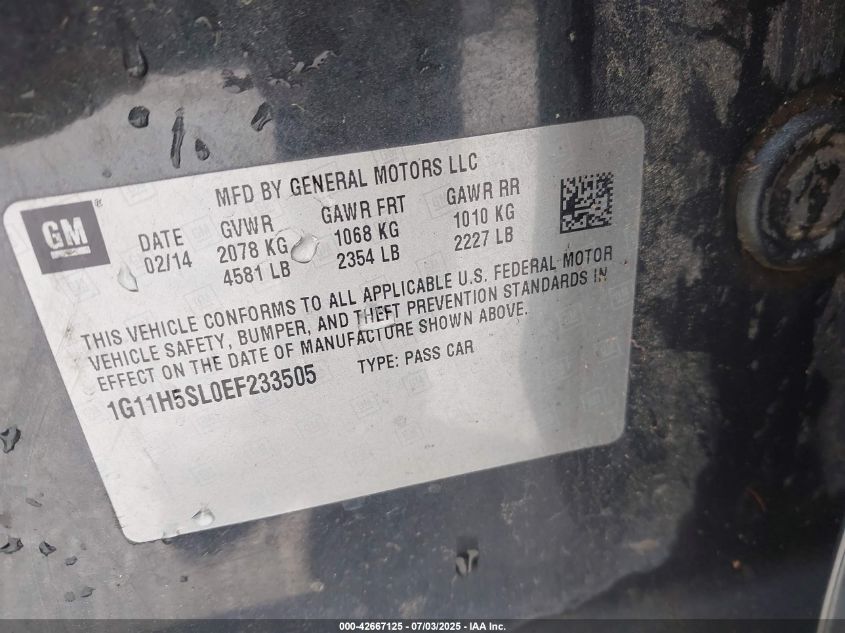 MFD BY GENERAL MOTORS LLC
GM®
DATE GVWR GAWR FRT GAWR RR
02/14 2078 KG 1068 KG 1010 KG
4581 LB 2354 LB 2227 LB
THIS VEHICLE CONFORMS TO ALL APPLICABLE U.S. FEDERAL MOTOR
VEHICLE SAFETY, BUMPER, AND THEFT PREVENTION STANDARDS IN
EFFECT ON THE DATE OF MANUFACTURE SHOWN ABOVE.
1G11H5SL0EF233505 TYPE: PASS CAR
000-42667125 - 07/03/2025 - IAA Inc.